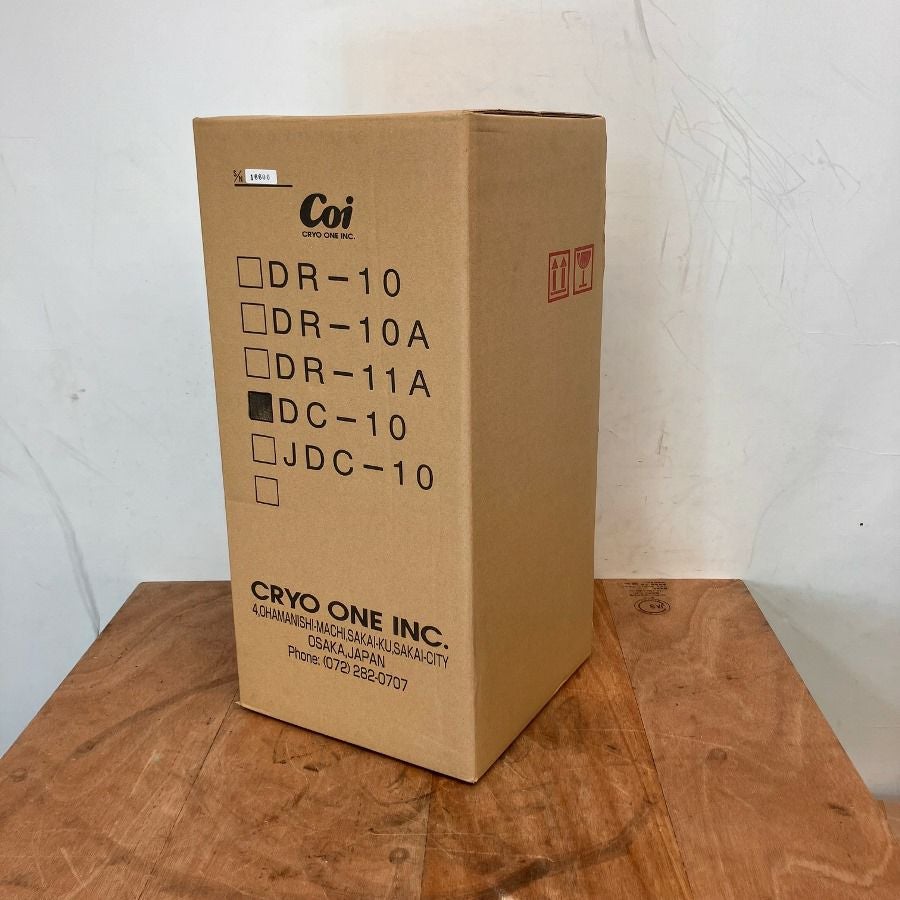 S/N
Coi
CRYO ONE INC.
DR-10
DR-10A
DR-11A
DC-10
JDC-10
CRYO ONE INC.
4,OHAMANISHI-MACHI,SAKAI-KU,SAKAI-CITY
OSAKA,JAPAN
Phone: (072) 282-0707